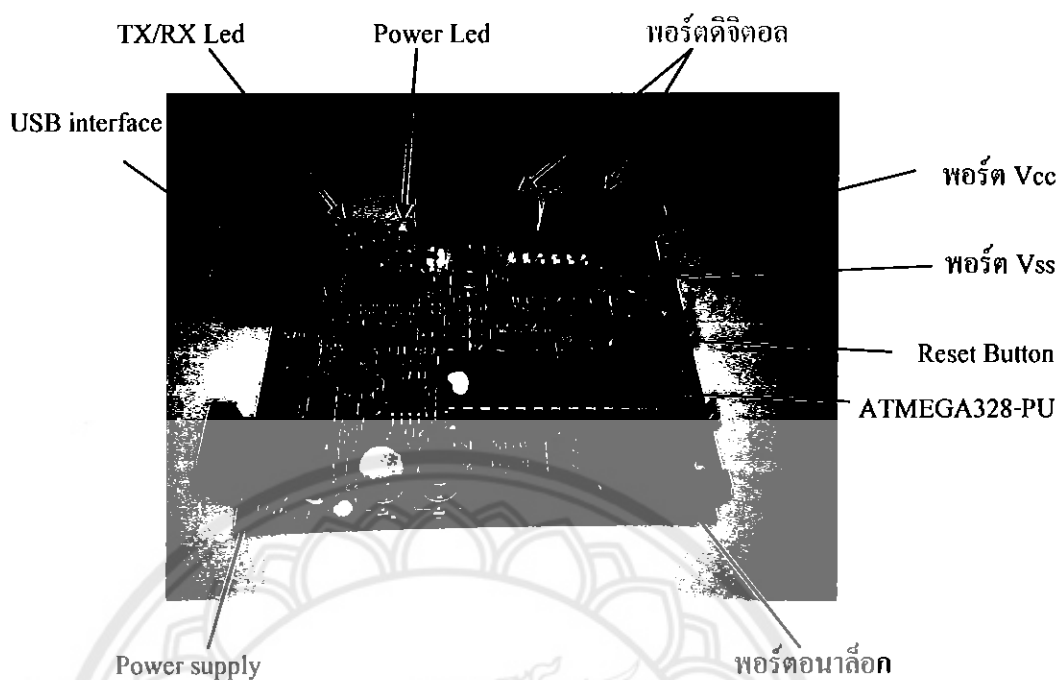 TX/RX Led
Power Led
พอร์ตดิจิตอล
USB interface
พอร์ต Vcc
พอร์ต Vss
Reset Button
ATMEGA328-PU
Power supply
พอร์ตอนาล็อก